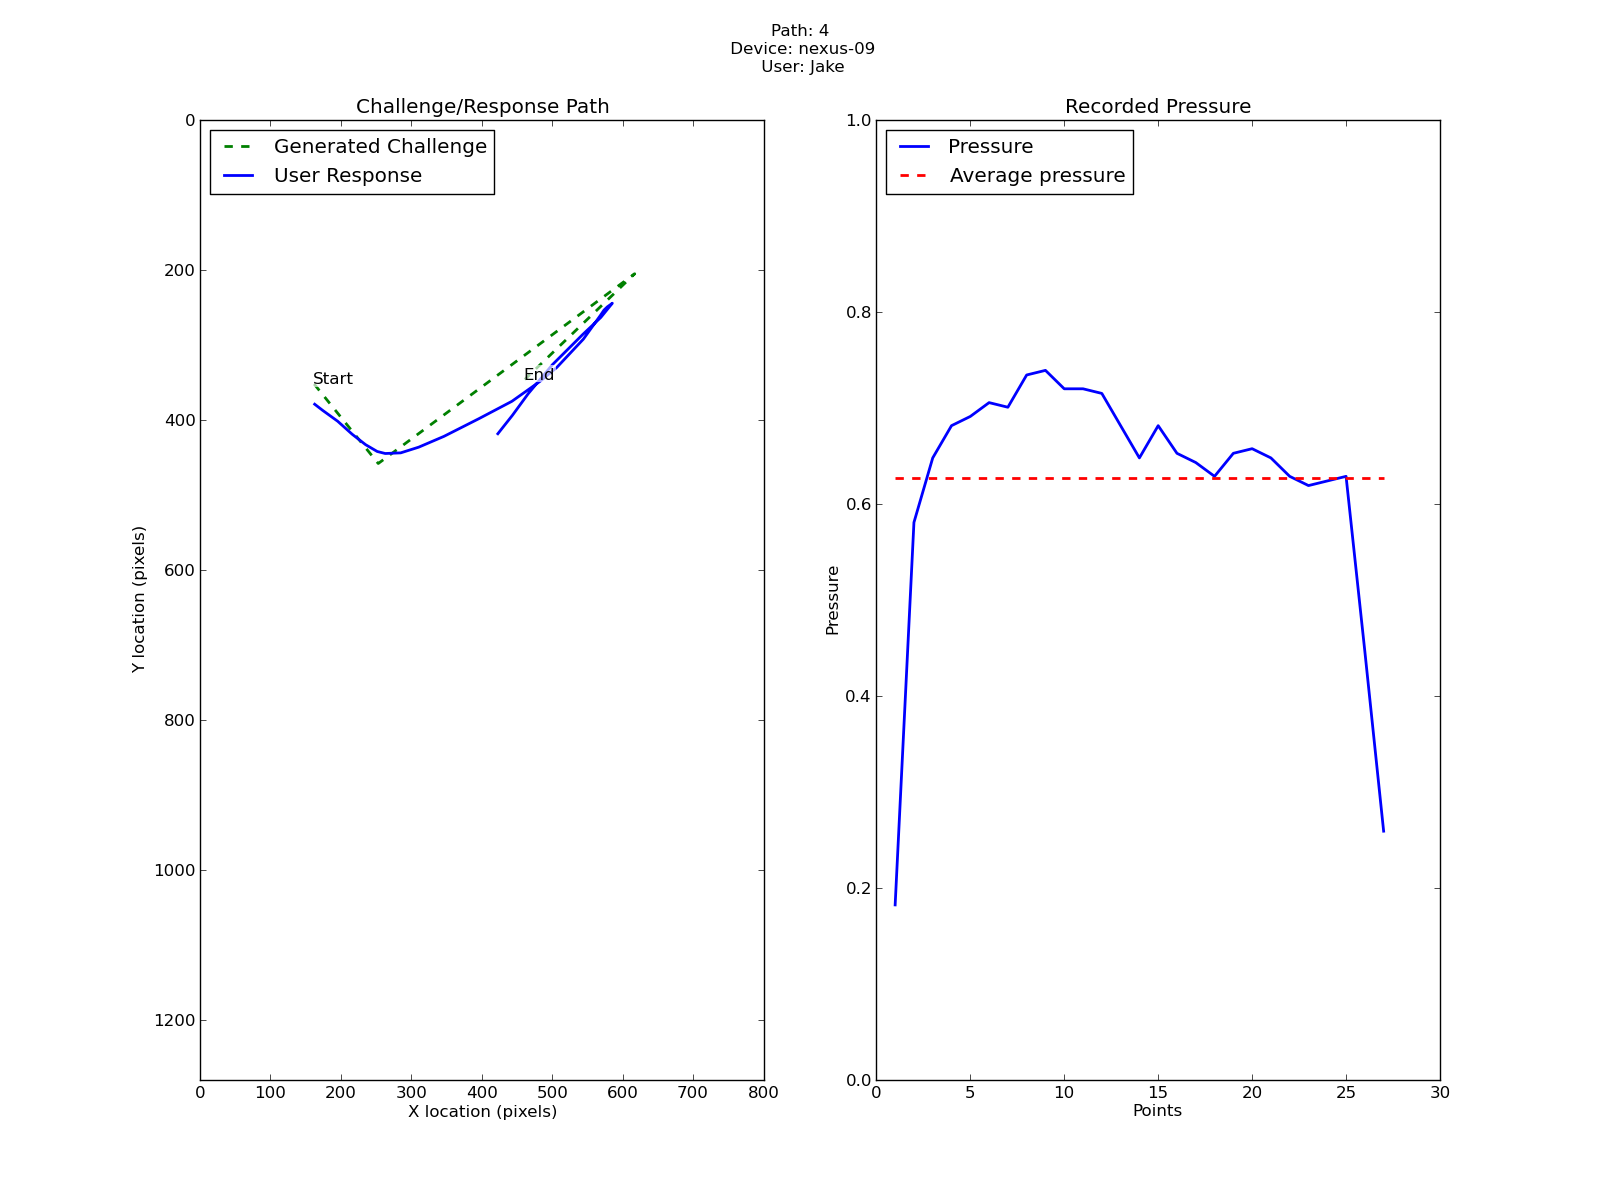 Path: 4
Device: nexus-09
User: Jake
Challenge/Response Path
Generated Challenge
User Response
Start
End
0
200
400
600
800
1000
1200
Y location (pixels)
0 100 200 300 400 500 600 700 800
X location (pixels)
Recorded Pressure
Pressure
Average pressure
1.0
0.8
0.6
0.4
0.2
0.0
Pressure
0 5 10 15 20 25 30
Points